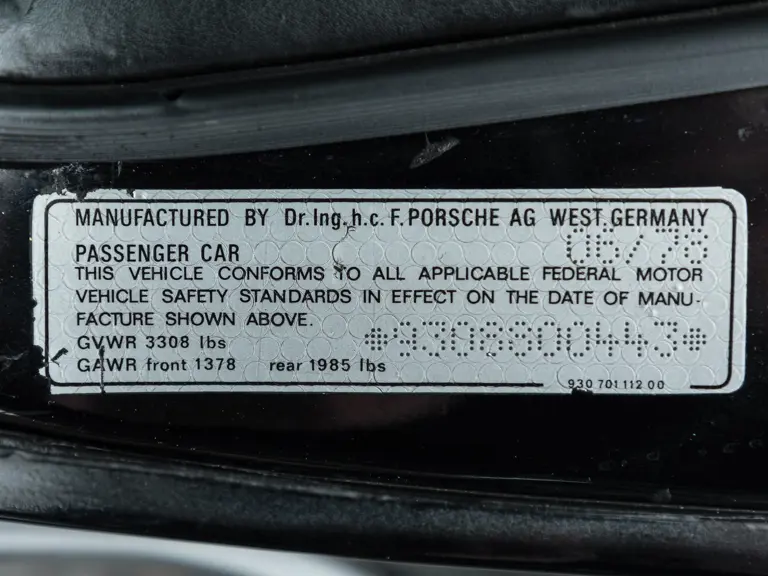 MANUFACTURED BY Dr.Ing.h.c.F.PORSCHE AG WEST GERMANY
06/78
PASSENGER CAR
THIS VEHICLE CONFORMS TO ALL APPLICABLE FEDERAL MOTOR
VEHICLE SAFETY STANDARDS IN EFFECT ON THE DATE OF MANU-
FACTURE SHOWN ABOVE.
GVWR 3308 lbs
*9308800443*
GAWR front 1378 rear 1985 lbs
930 701 112 00